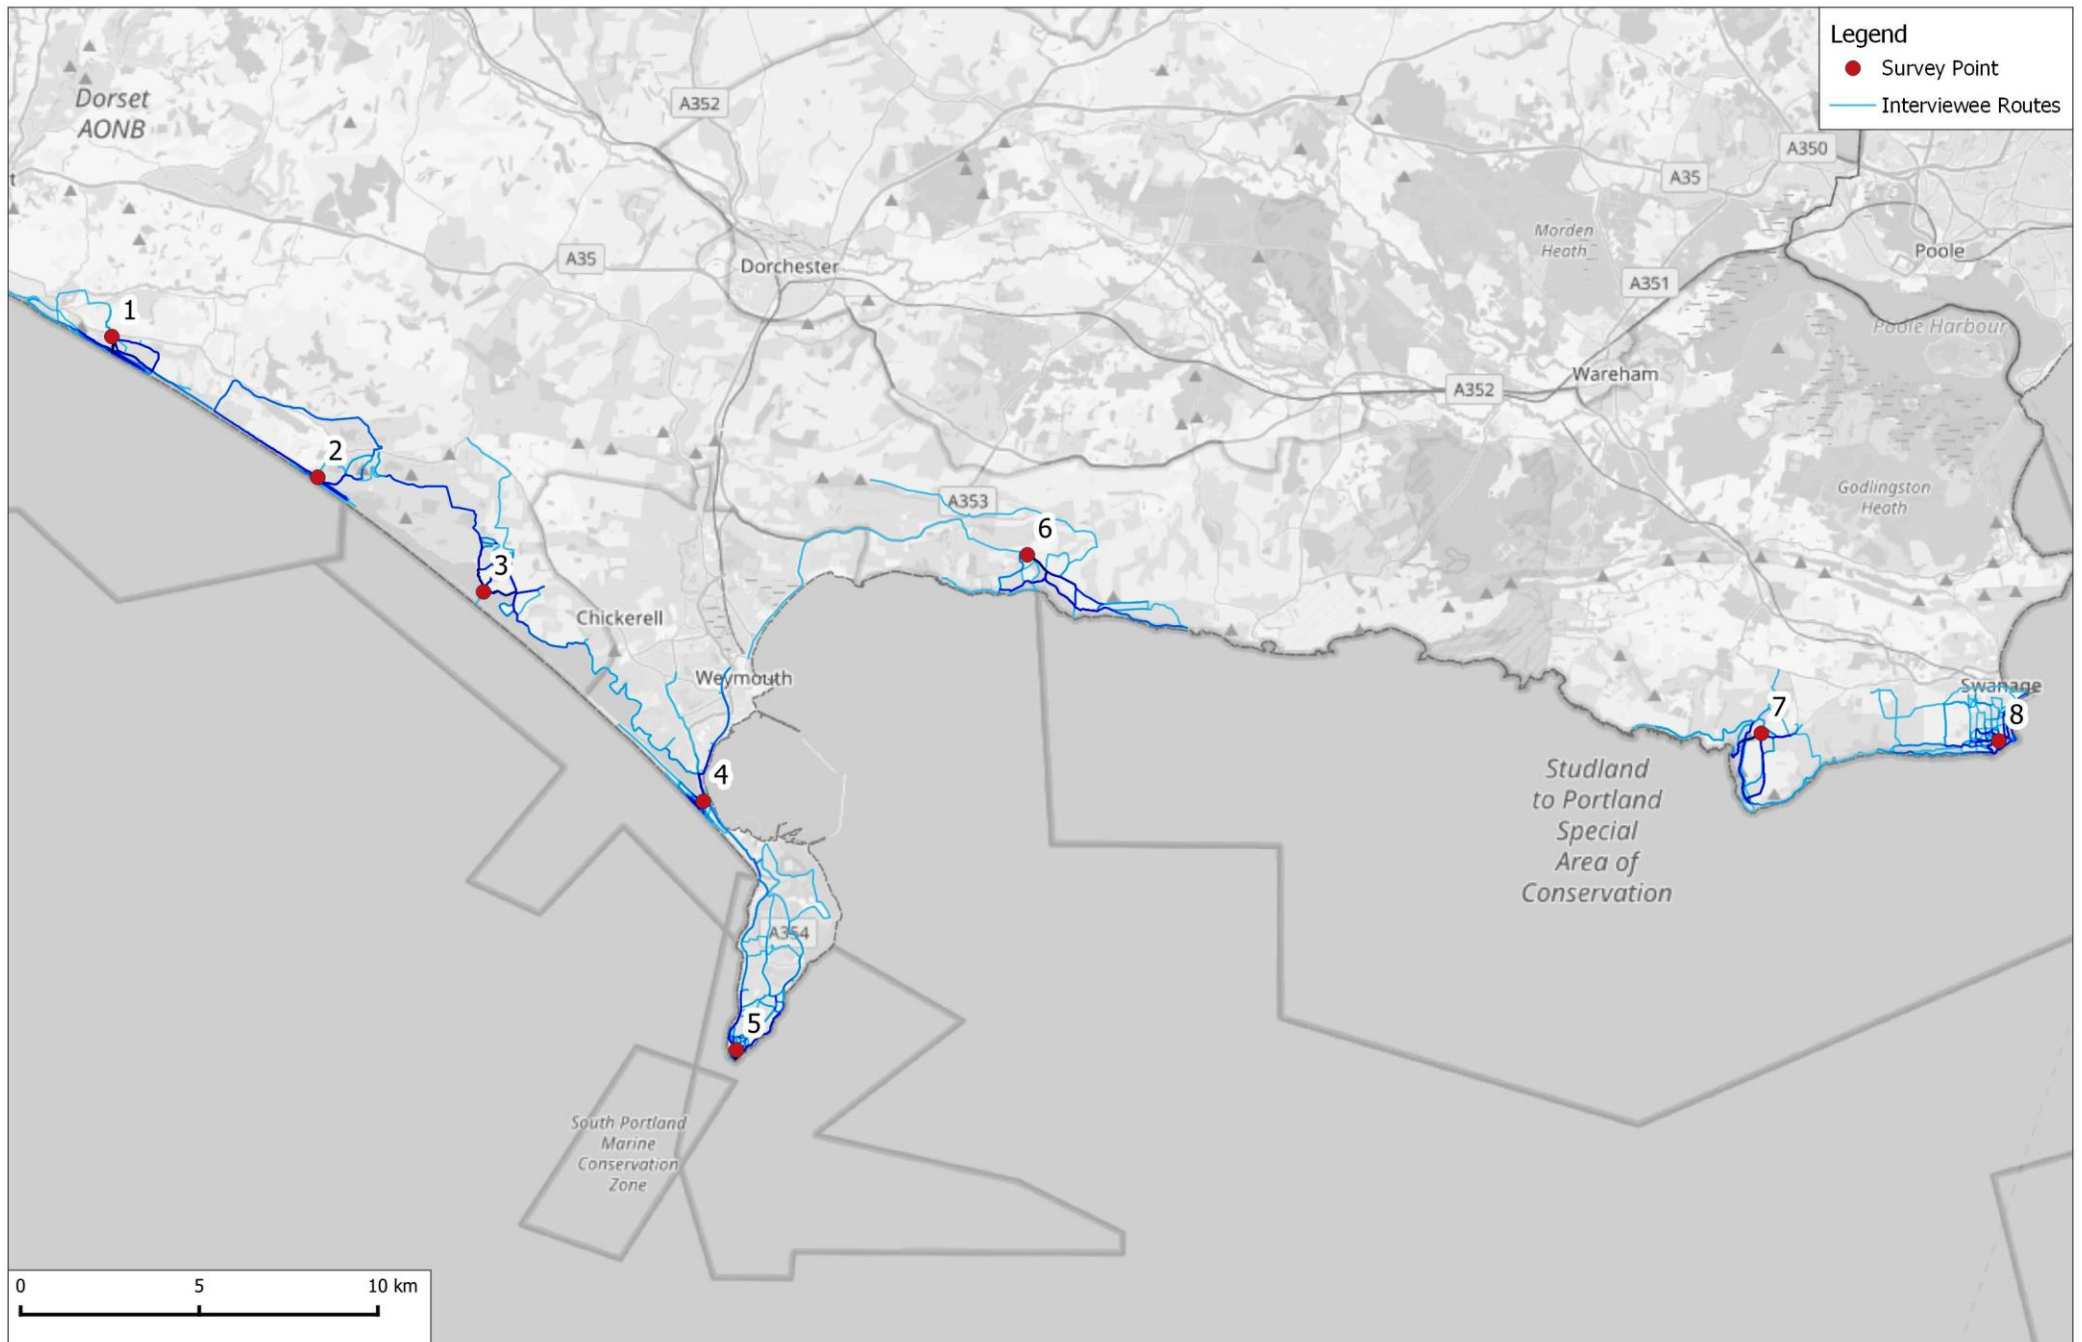 Legend
Survey Point
Interviewee Routes
Dorset
AONB
A352
A350
A35
t
Morden
Heath
Poole
A35
Dorchester
A351
1
Poole Harbour
Wareham
A352
2
Godlingston
Heath
A353
6
3
Chickerell
Weymouth
Swanage
7
8
4
Studland
to Portland
Special
Area of
Conservation
A354
5
South Portland
Marine
Conservation
Zone
0 5 10 km